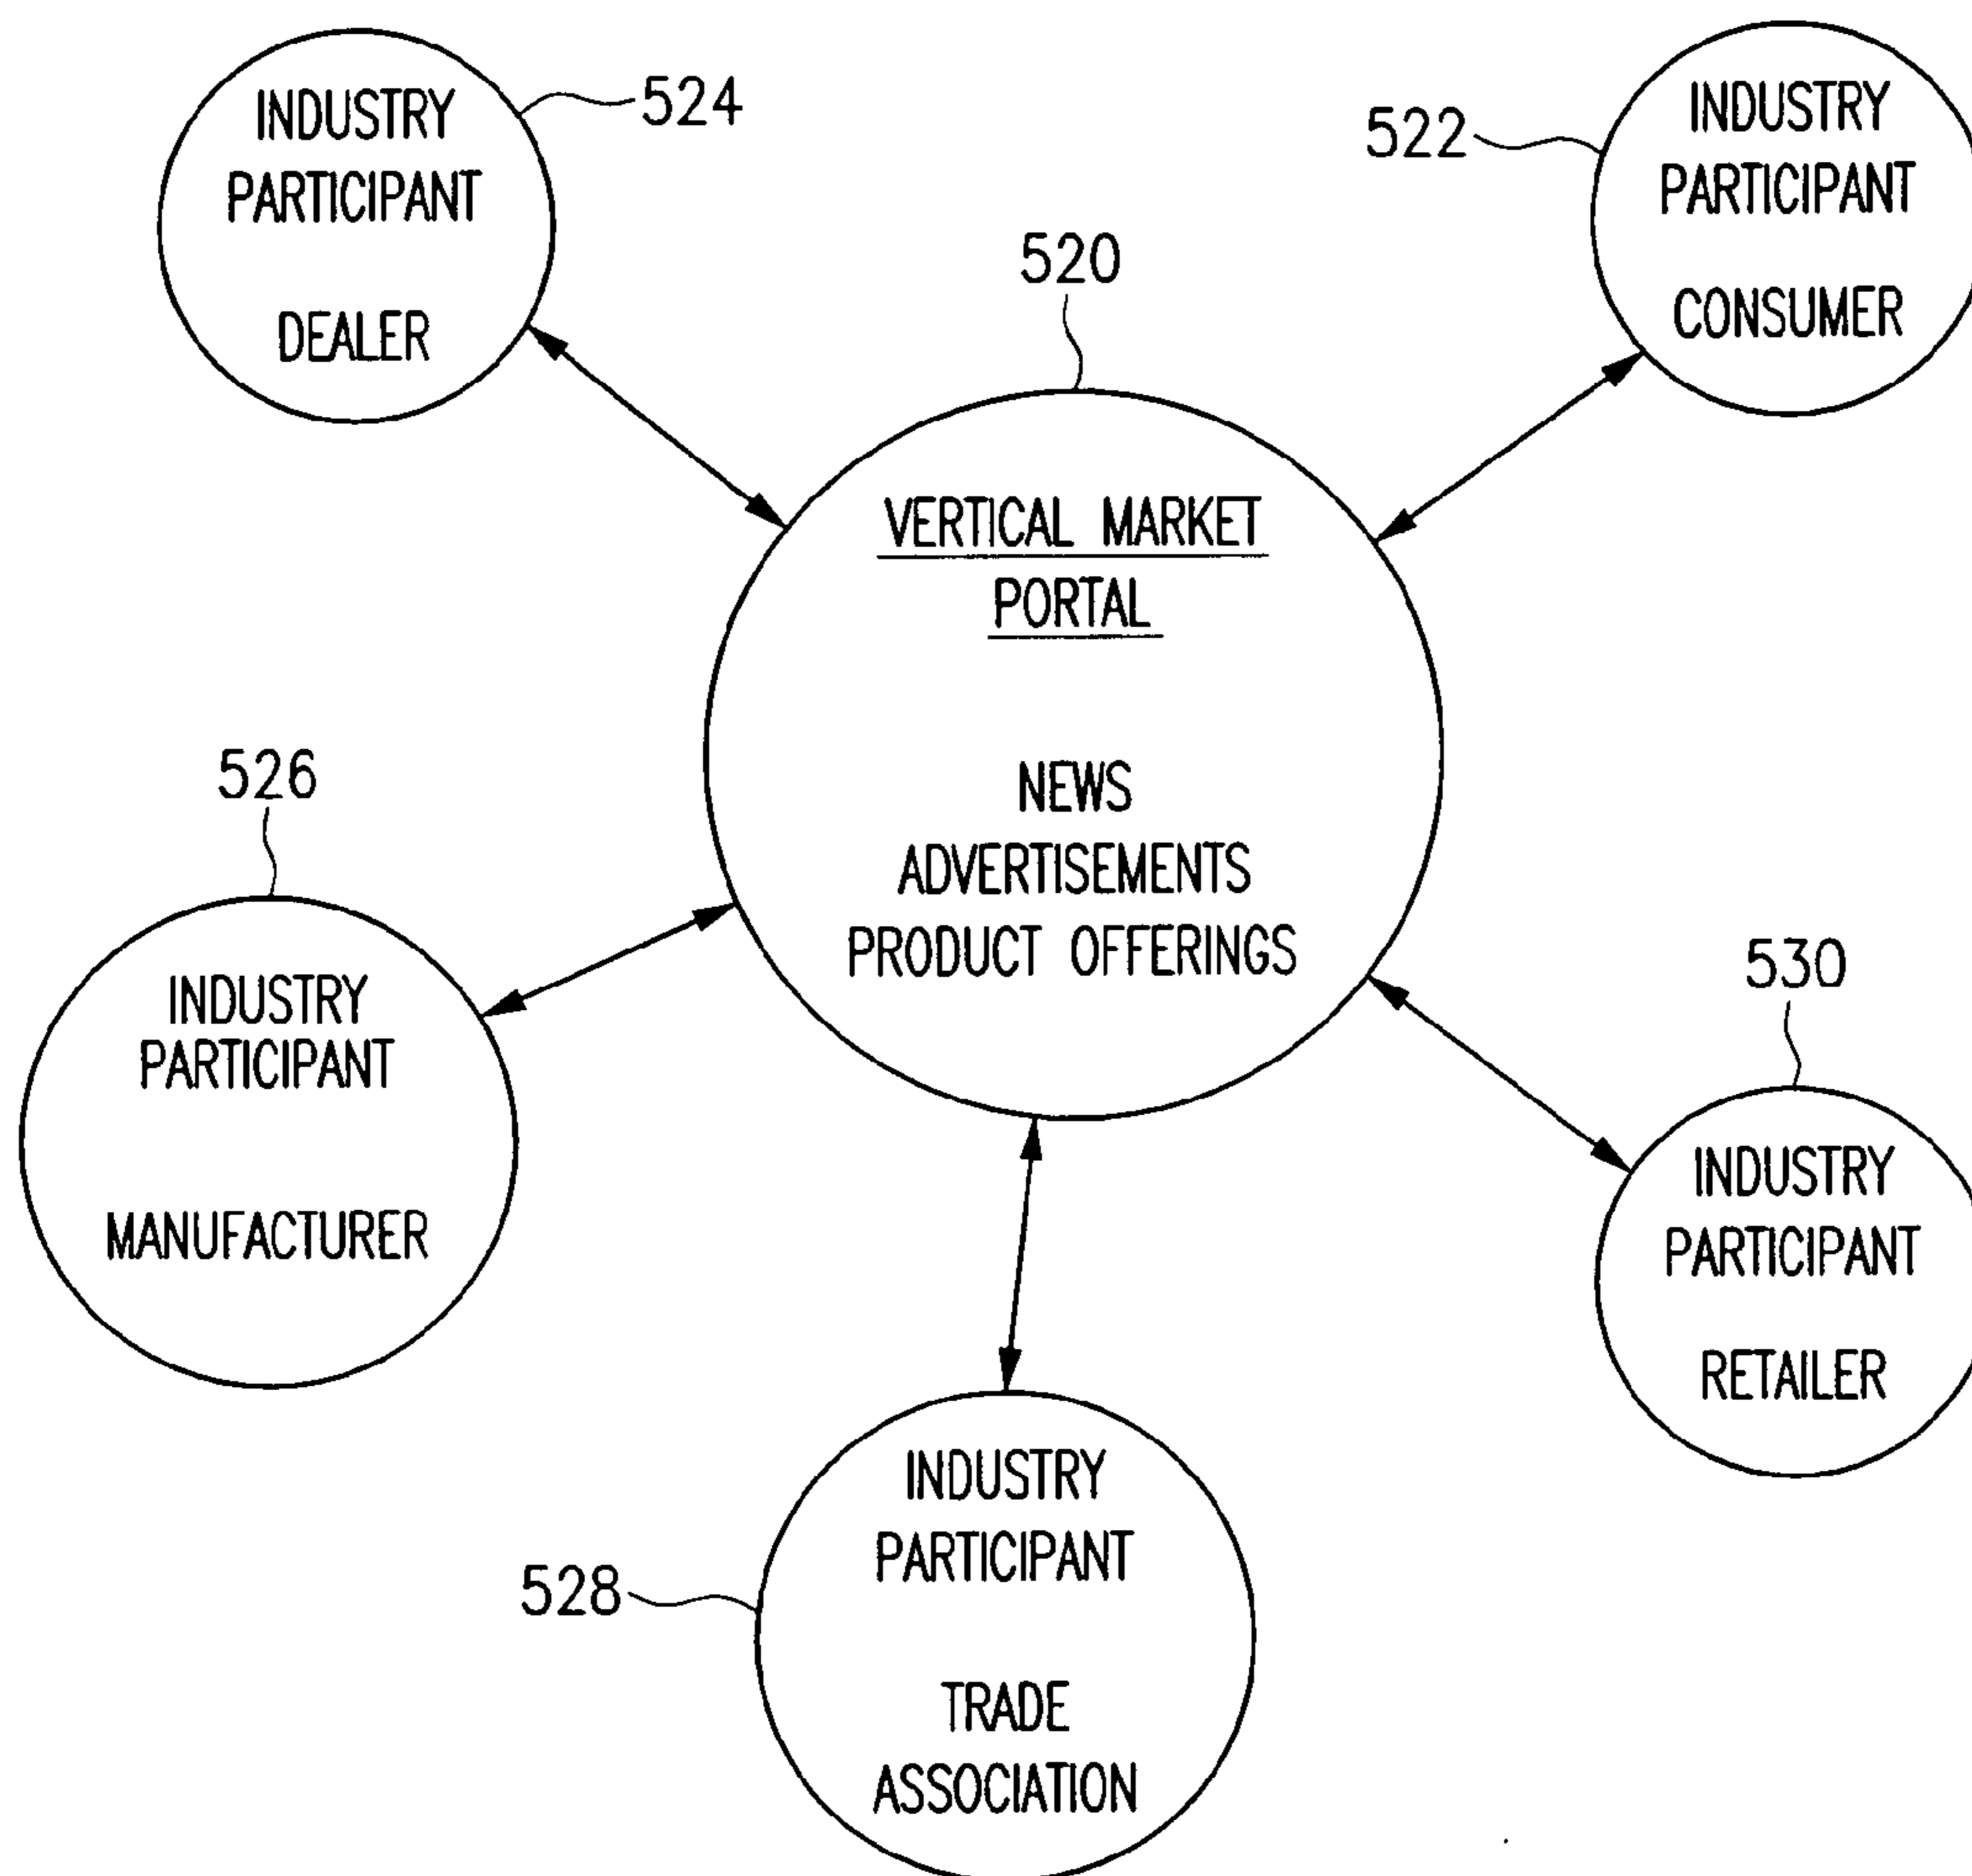 524
INDUSTRY
PARTICIPANT
DEALER
522
INDUSTRY
PARTICIPANT
CONSUMER
520
VERTICAL MARKET
PORTAL
NEWS
ADVERTISEMENTS
PRODUCT OFFERINGS
526
INDUSTRY
PARTICIPANT
MANUFACTURER
530
INDUSTRY
PARTICIPANT
RETAILER
528
INDUSTRY
PARTICIPANT
TRADE
ASSOCIATION